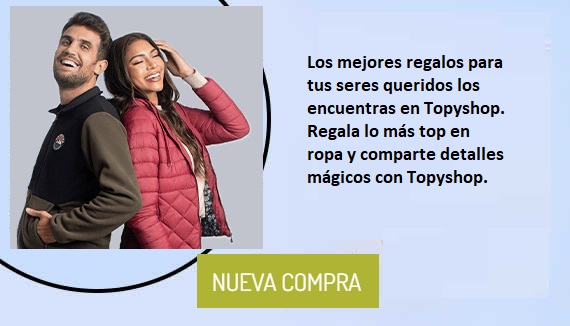 Los mejores regalos para
tus seres queridos los
encuentras en Topyshop.
Regala lo más top en
ropa y comparte detalles
mágicos con Topyshop.
NUEVA COMPRA